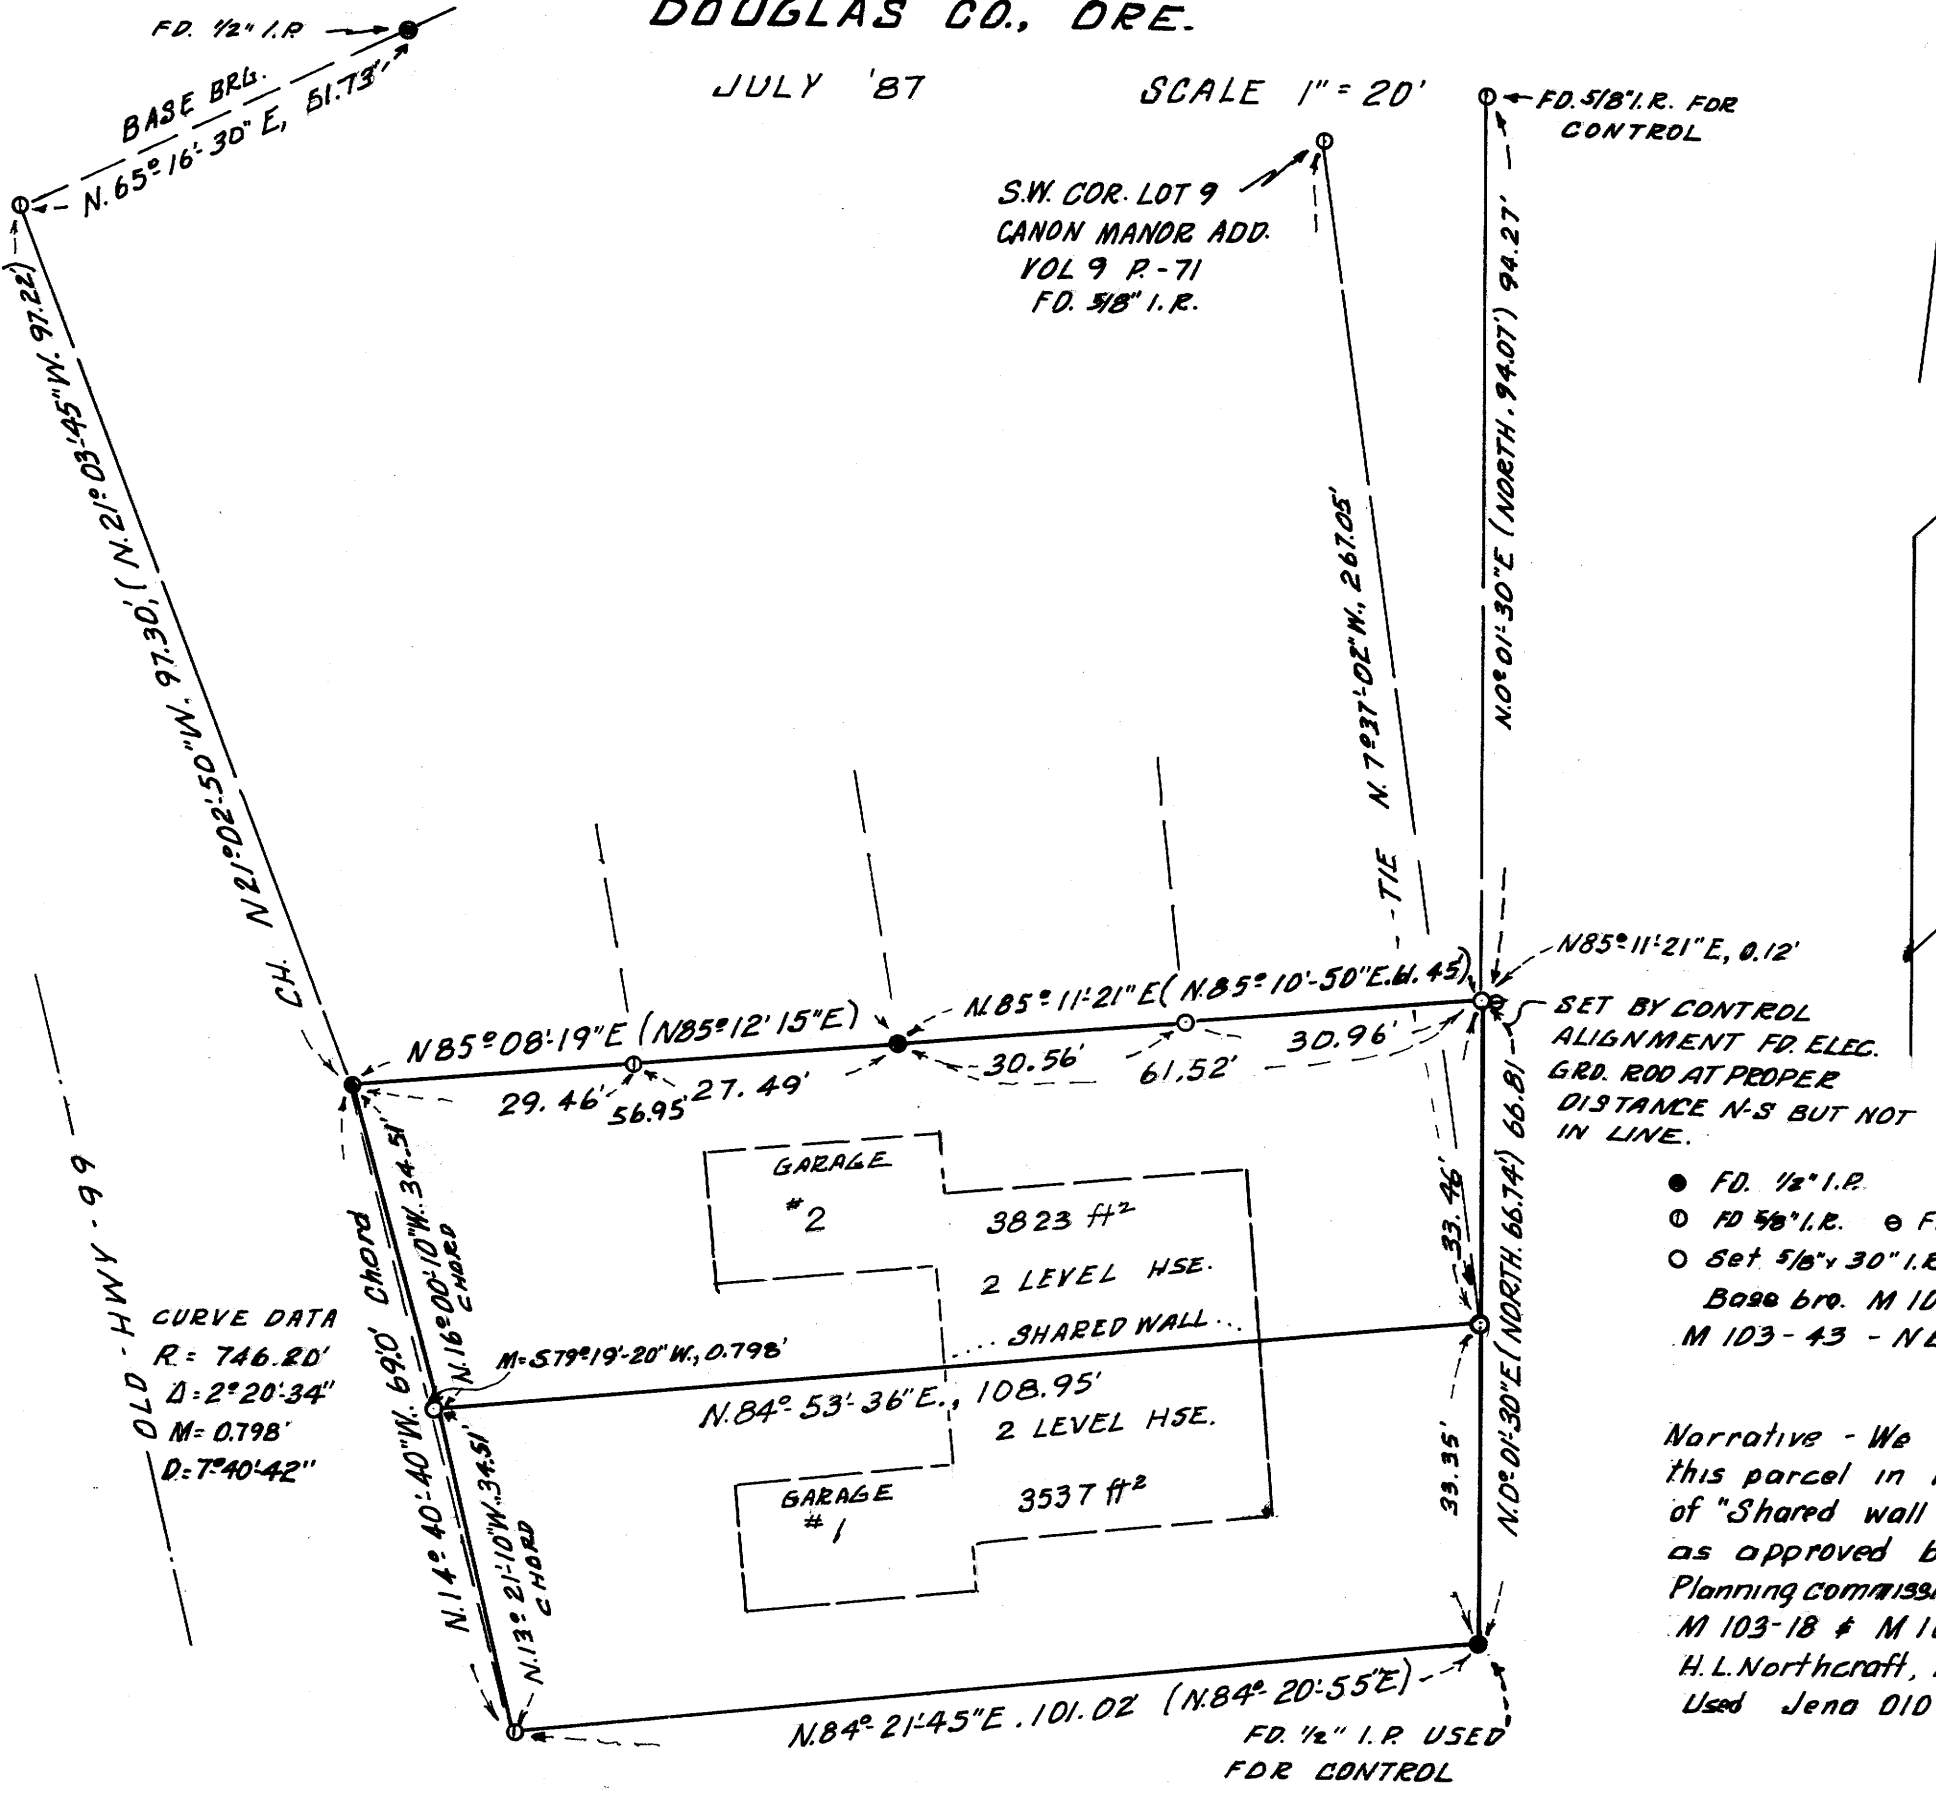 DOUGLAS CO., ORE.
JULY '87
SCALE 1" = 20'
FD. 1/2" I.P.
BASE BRG.
N. 65°-16'-30" E, 51.73'
FD. 5/8" I.R. FOR
CONTROL
S.W. COR. LOT 9
CANON MANOR ADD.
VOL 9 P.-71
FD. 5/8" I.R.
CH. N 21°-02'-50" W. 97.30', (N. 21°-03'-45" W. 97.22')
TIE N. 7°37'-02" W., 267.05'
N.0°-01'-30"E (NORTH. 94.07') 94.27'
N85°-11'-21"E, 0.12'
SET BY CONTROL
ALIGNMENT FD. ELEC.
GRD. ROD AT PROPER
DISTANCE N-S BUT NOT
IN LINE.
N 85°-08'-19"E (N85°-12' 15"E)
N. 85°-11'-21"E (N.85°-10'-50"E. 61.45')
29.46'
56.95'
27.49'
30.56'
61.52'
30.96'
OLD-HWY-99
GARAGE
#2
3823 ft²
2 LEVEL HSE.
SHARED WALL
N. 16°-00'-10"W. 34.51'
CHORD
N. 14°-40'-40"W. 69.0' Chord
N. 13°-21'-10"W. 34.51'
CHORD
M=S79°-19'-20"W., 0.798'
N. 84°-53'-36"E., 108.95'
CURVE DATA
R = 746.20'
Δ = 2°-20'-34"
M = 0.798'
D = 7°-40'-42"
2 LEVEL HSE.
3537 ft²
GARAGE
#1
33.46'
33.35'
N.0°-01'-30"E (NORTH. 66.74') 66.81
N. 84°-21'-45"E. 101.02' (N.84°-20'-55"E)
FD. 1/2" I.P. USED
FOR CONTROL
FD. 1/2" I.P.
FD 5/8" I.R. F
Set 5/8" x 30" I.R
Base brg. M 10
M 103-43 - N
Narrative - We
this parcel in
of "Shared wall
as approved b
Planning commiss
M 103-18 & M 1
H.L. Northcraft,
Used Jena 010